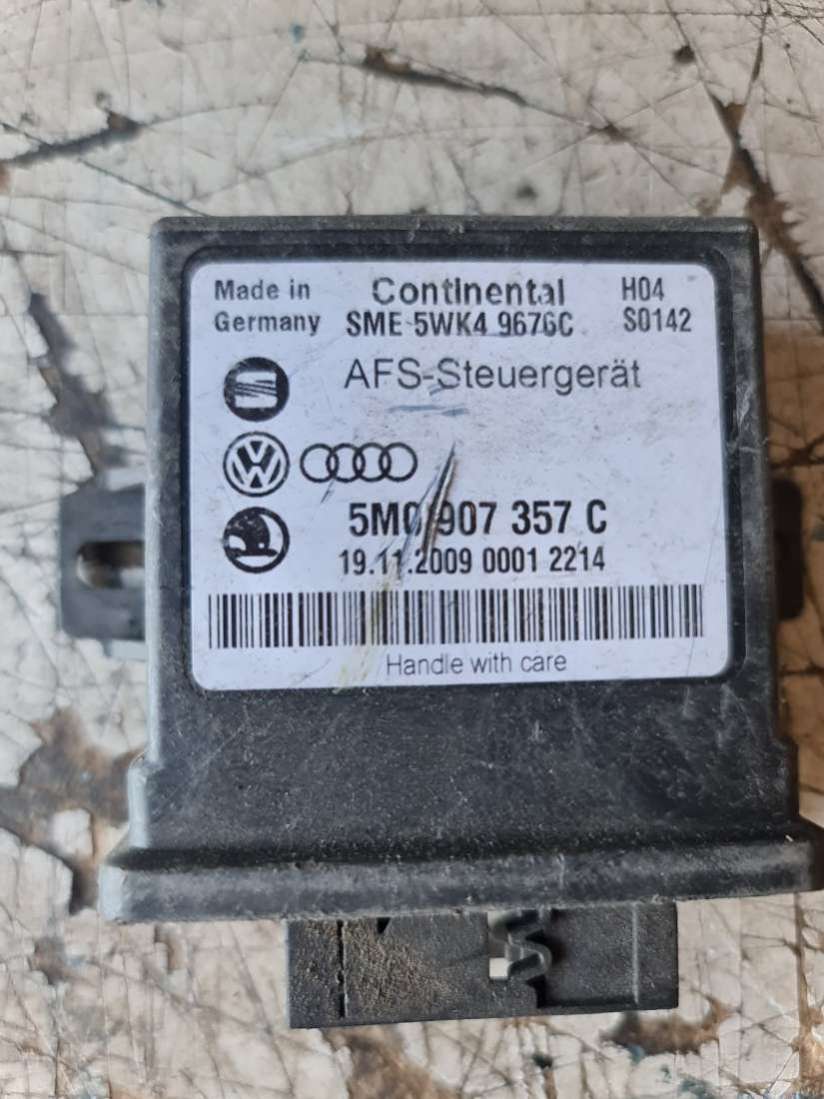 Made in Continental H04
Germany SME 5WK4 9676C S0142
AFS-Steuergerät
5M0 907 357 C
19.11.2009 0001 2214
Handle with care